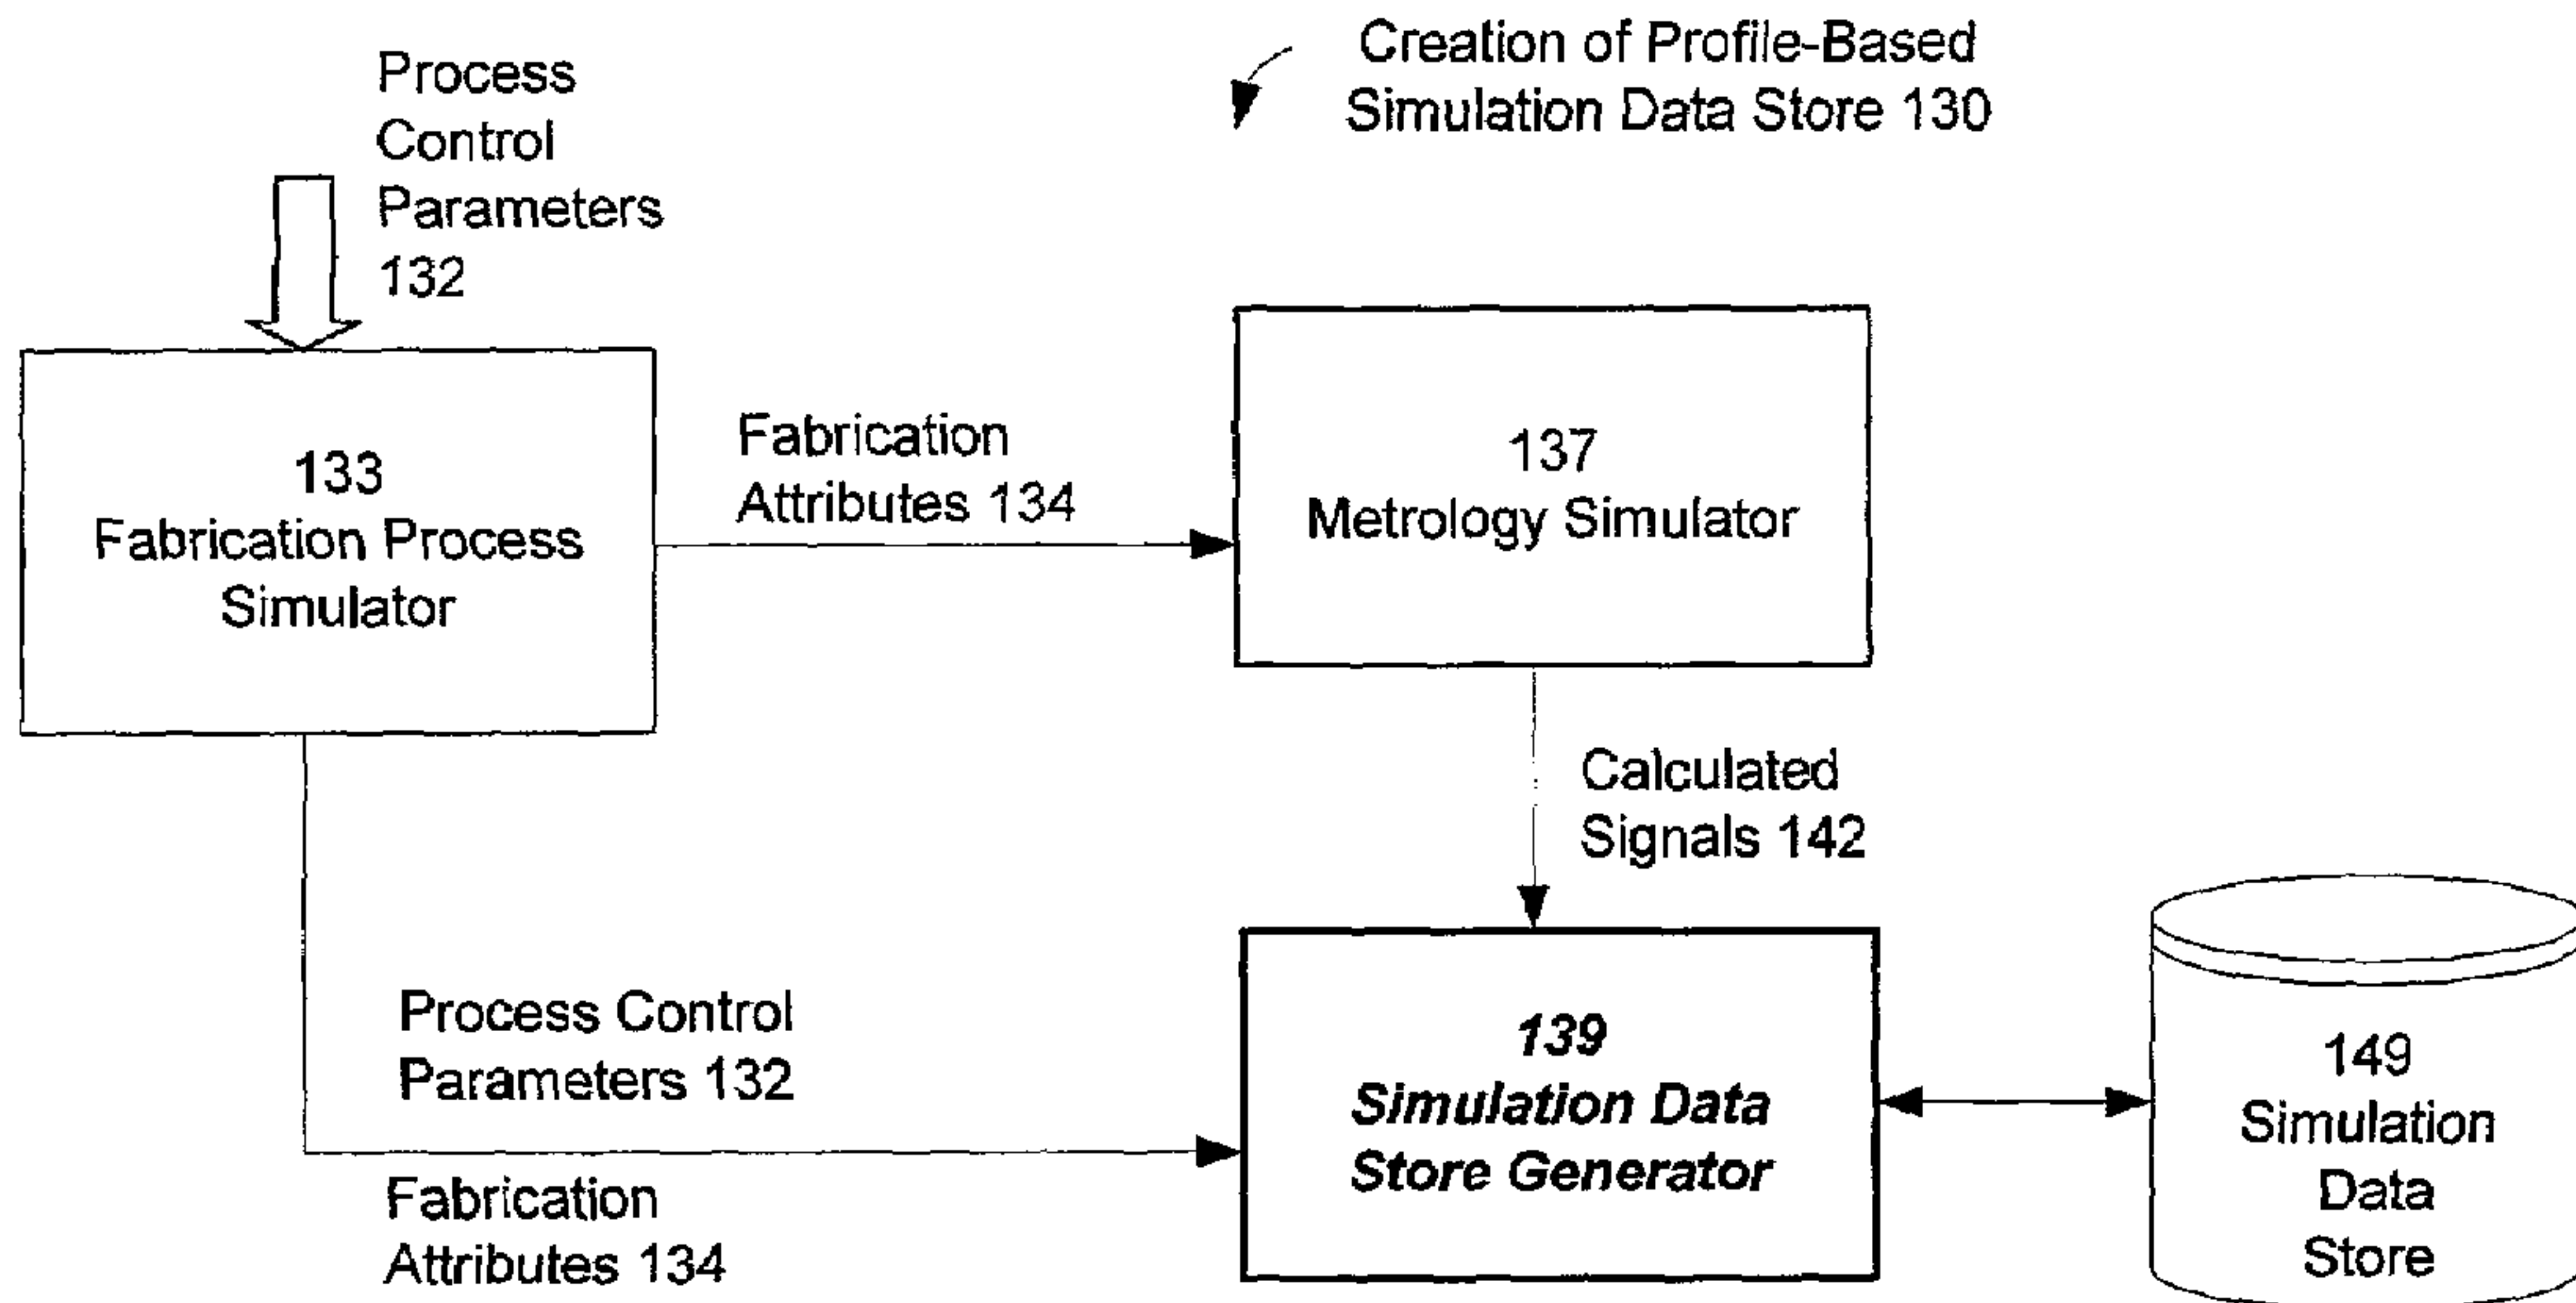 Creation of Profile-Based
Simulation Data Store 130
Process
Control
Parameters
132
133
Fabrication Process
Simulator
Fabrication
Attributes 134
137
Metrology Simulator
Calculated
Signals 142
Process Control
Parameters 132
Fabrication
Attributes 134
139
Simulation Data
Store Generator
149
Simulation
Data
Store